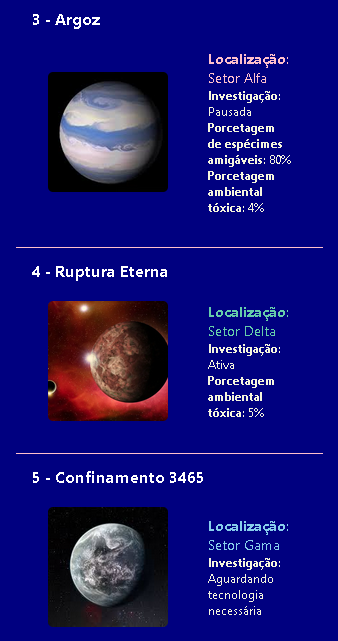 3 - Argoz
Localização:
Setor Alfa
Investigação:
Pausada
Porcetagem
de espécimes
amigáveis: 80%
Porcetagem
ambiental
tóxica: 4%
4 - Ruptura Eterna
Localização:
Setor Delta
Investigação:
Ativa
Porcetagem
ambiental
tóxica: 5%
5 - Confinamento 3465
Localização:
Setor Gama
Investigação:
Aguardando
tecnologia
necessária